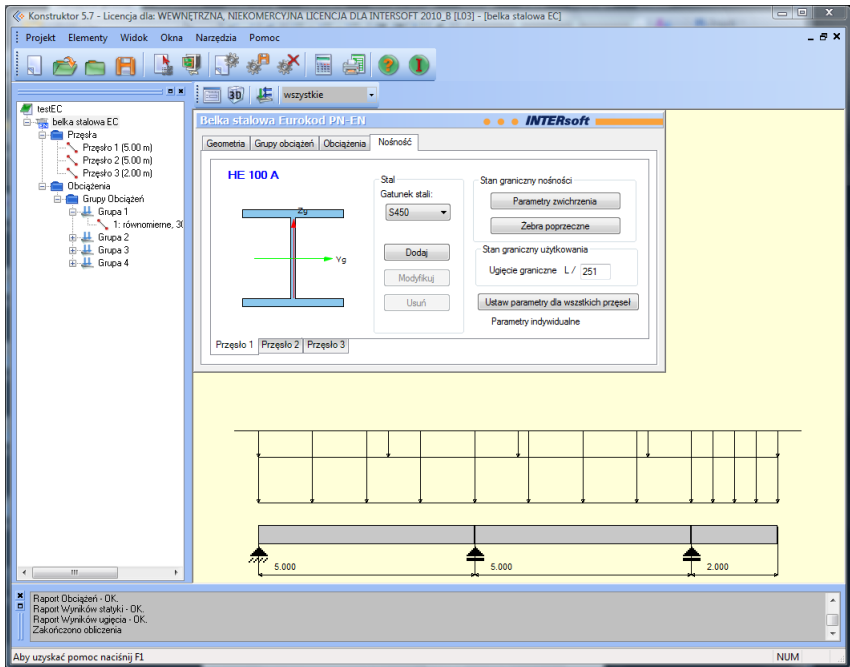 Konstruktor 5.7 - Licencja dla: WEWNĘTRZNA, NIEKOMERCYJNA LICENCJA DLA INTERSOFT 2010_B [L03] - [belka stalowa EC]
Projekt Elementy Widok Okna Narzędzia Pomoc
3D wszystkie
testEC
belka stalowa EC
Przęsła
Przęsło 1 (5.00 m)
Przęsło 2 (5.00 m)
Przęsło 3 (2.00 m)
Obciążenia
Grupy Obciążeń
Grupa 1
1: równomierne, 3(
Grupa 2
Grupa 3
Grupa 4
Belka stalowa Eurokod PN-EN
INTERsoft
Geometria Grupy obciążeń Obciążenia Nośność
HE 100 A
Zg
Yg
Stal
Gatunek stali:
S450
Dodaj
Modyfikuj
Usuń
Stan graniczny nośności
Parametry zwichrzenia
Żebra poprzeczne
Stan graniczny użytkowania
Ugięcie graniczne L / 251
Ustaw parametry dla wszstkich przęseł
Parametry indywidualne
Przęsło 1 Przęsło 2 Przęsło 3
5.000 5.000 2.000
Raport Obciążeń - OK.
Raport Wyników statyki - OK.
Raport Wyników ugięcia - OK.
Zakończono obliczenia
Aby uzyskać pomoc naciśnij F1
NUM